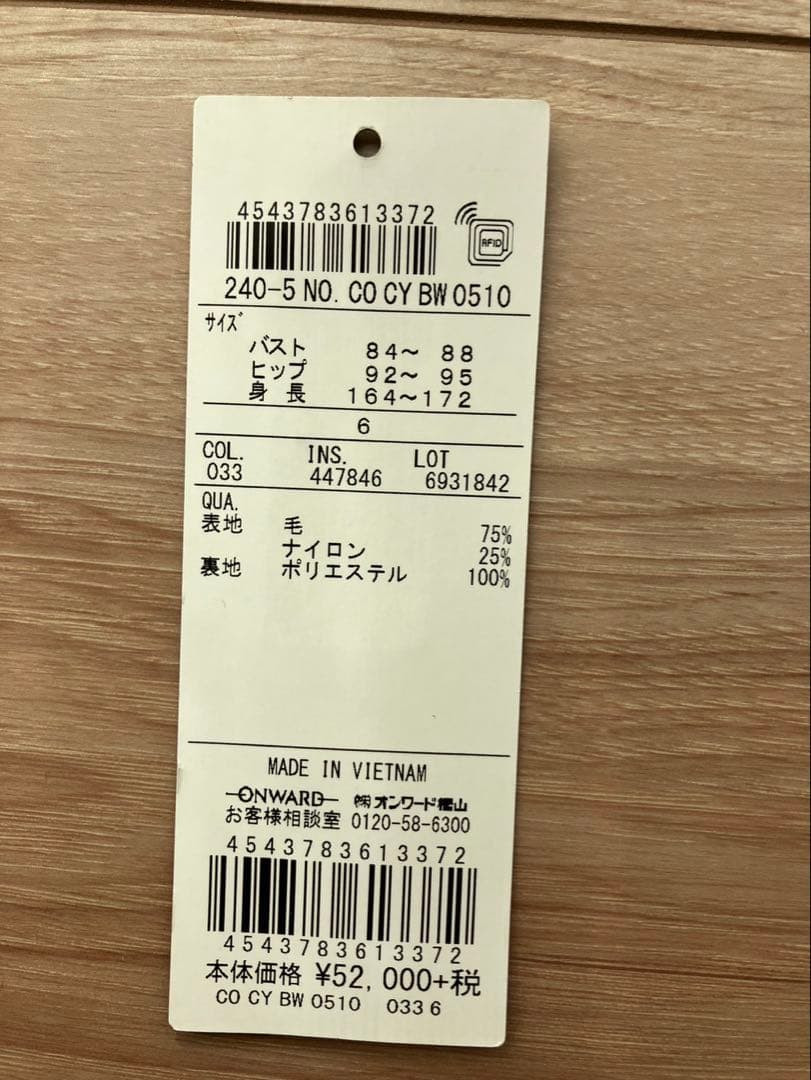 4543783613372
RFID
240-5 NO. CO CY BW 0510
サイズ
バスト 84～ 88
ヒップ 92～ 95
身 長 164～172
6
COL. INS. LOT
033 447846 6931842
QUA.
表地 毛 75%
ナイロン 25%
裏地 ポリエステル 100%
MADE IN VIETNAM
ONWARD ㈱オンワード樫山
お客様相談室 0120-58-6300
4543783613372
4543783613372
本体価格 ¥52,000+税
CO CY BW 0510 033 6